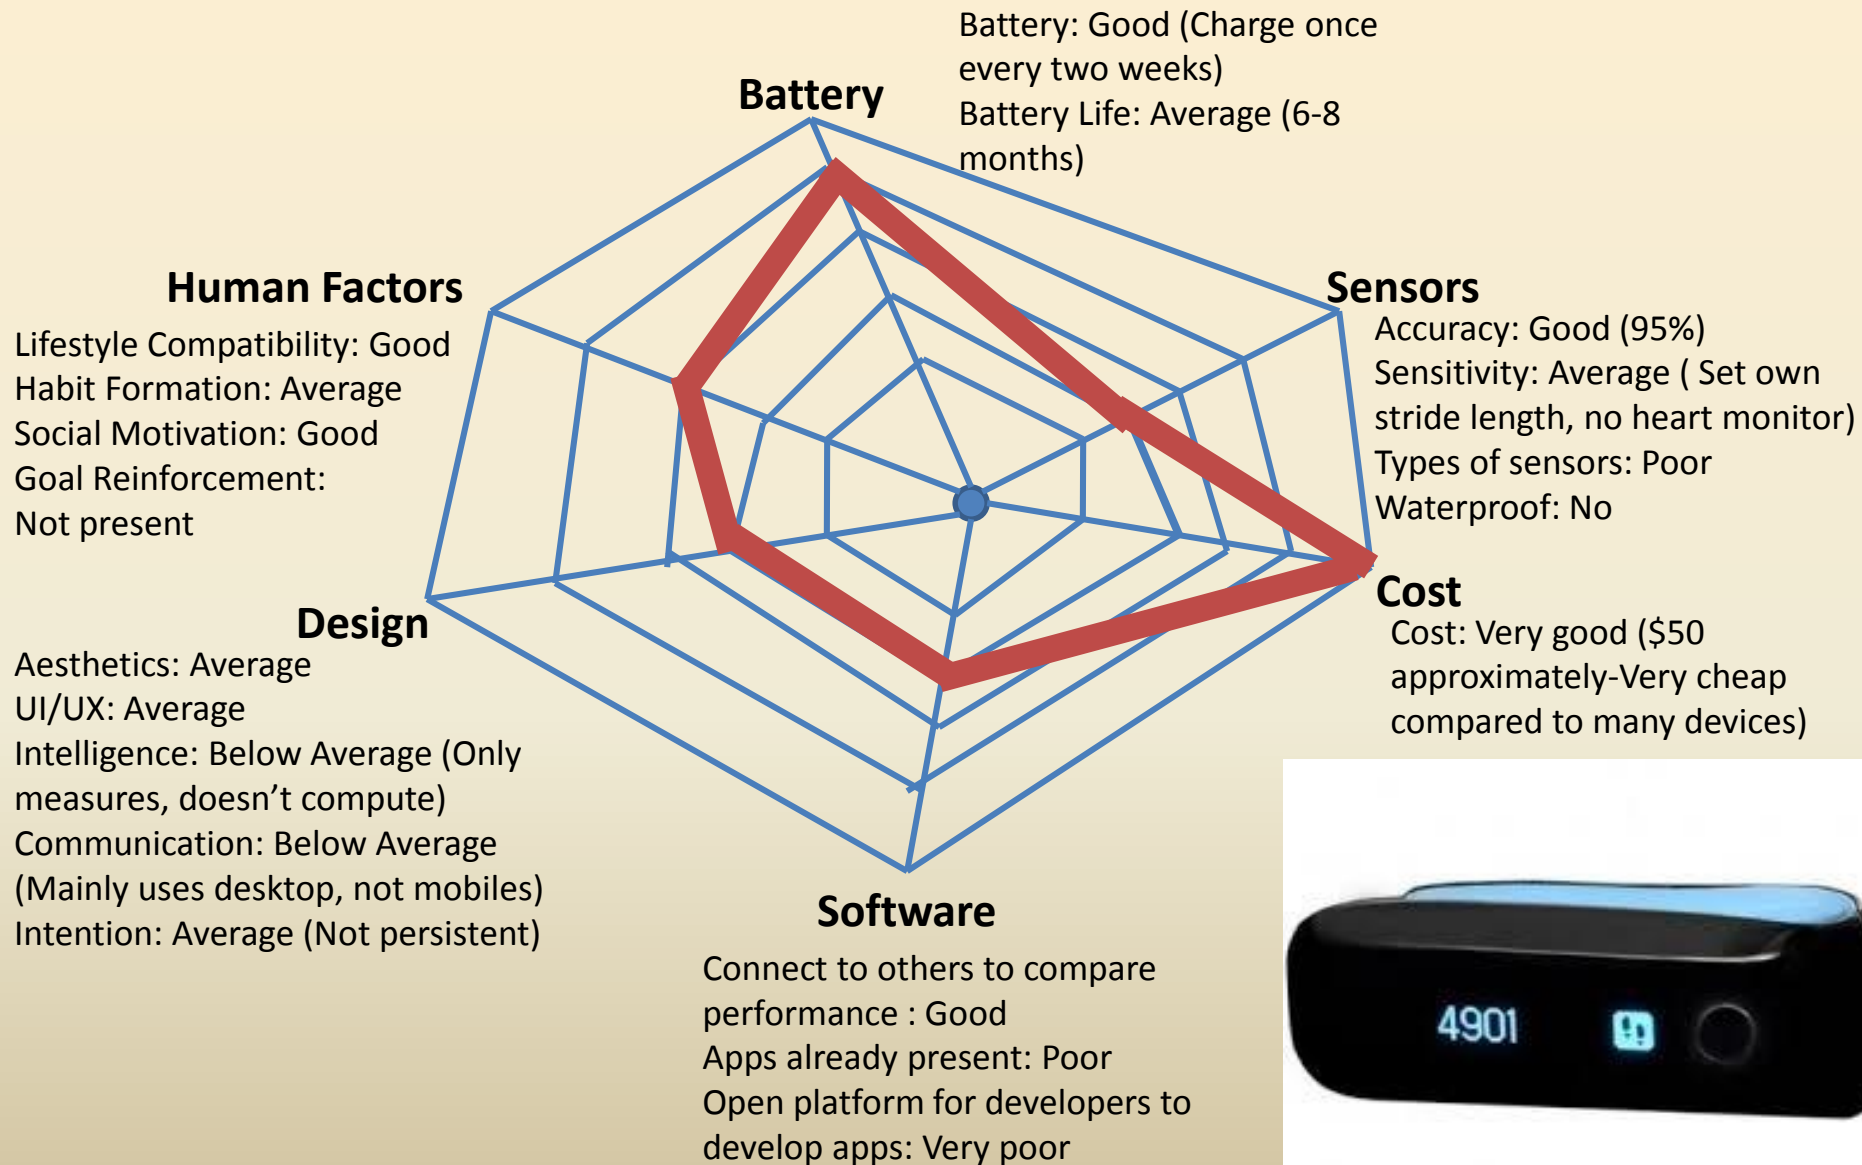 Battery
Battery: Good (Charge once
every two weeks)
Battery Life: Average (6-8
months)
Human Factors
Lifestyle Compatibility: Good
Habit Formation: Average
Social Motivation: Good
Goal Reinforcement:
Not present
Sensors
Accuracy: Good (95%)
Sensitivity: Average ( Set own
stride length, no heart monitor)
Types of sensors: Poor
Waterproof: No
Design
Aesthetics: Average
UI/UX: Average
Intelligence: Below Average (Only
measures, doesn’t compute)
Communication: Below Average
(Mainly uses desktop, not mobiles)
Intention: Average (Not persistent)
Cost
Cost: Very good ($50
approximately-Very cheap
compared to many devices)
Software
Connect to others to compare
performance : Good
Apps already present: Poor
Open platform for developers to
develop apps: Very poor
4901